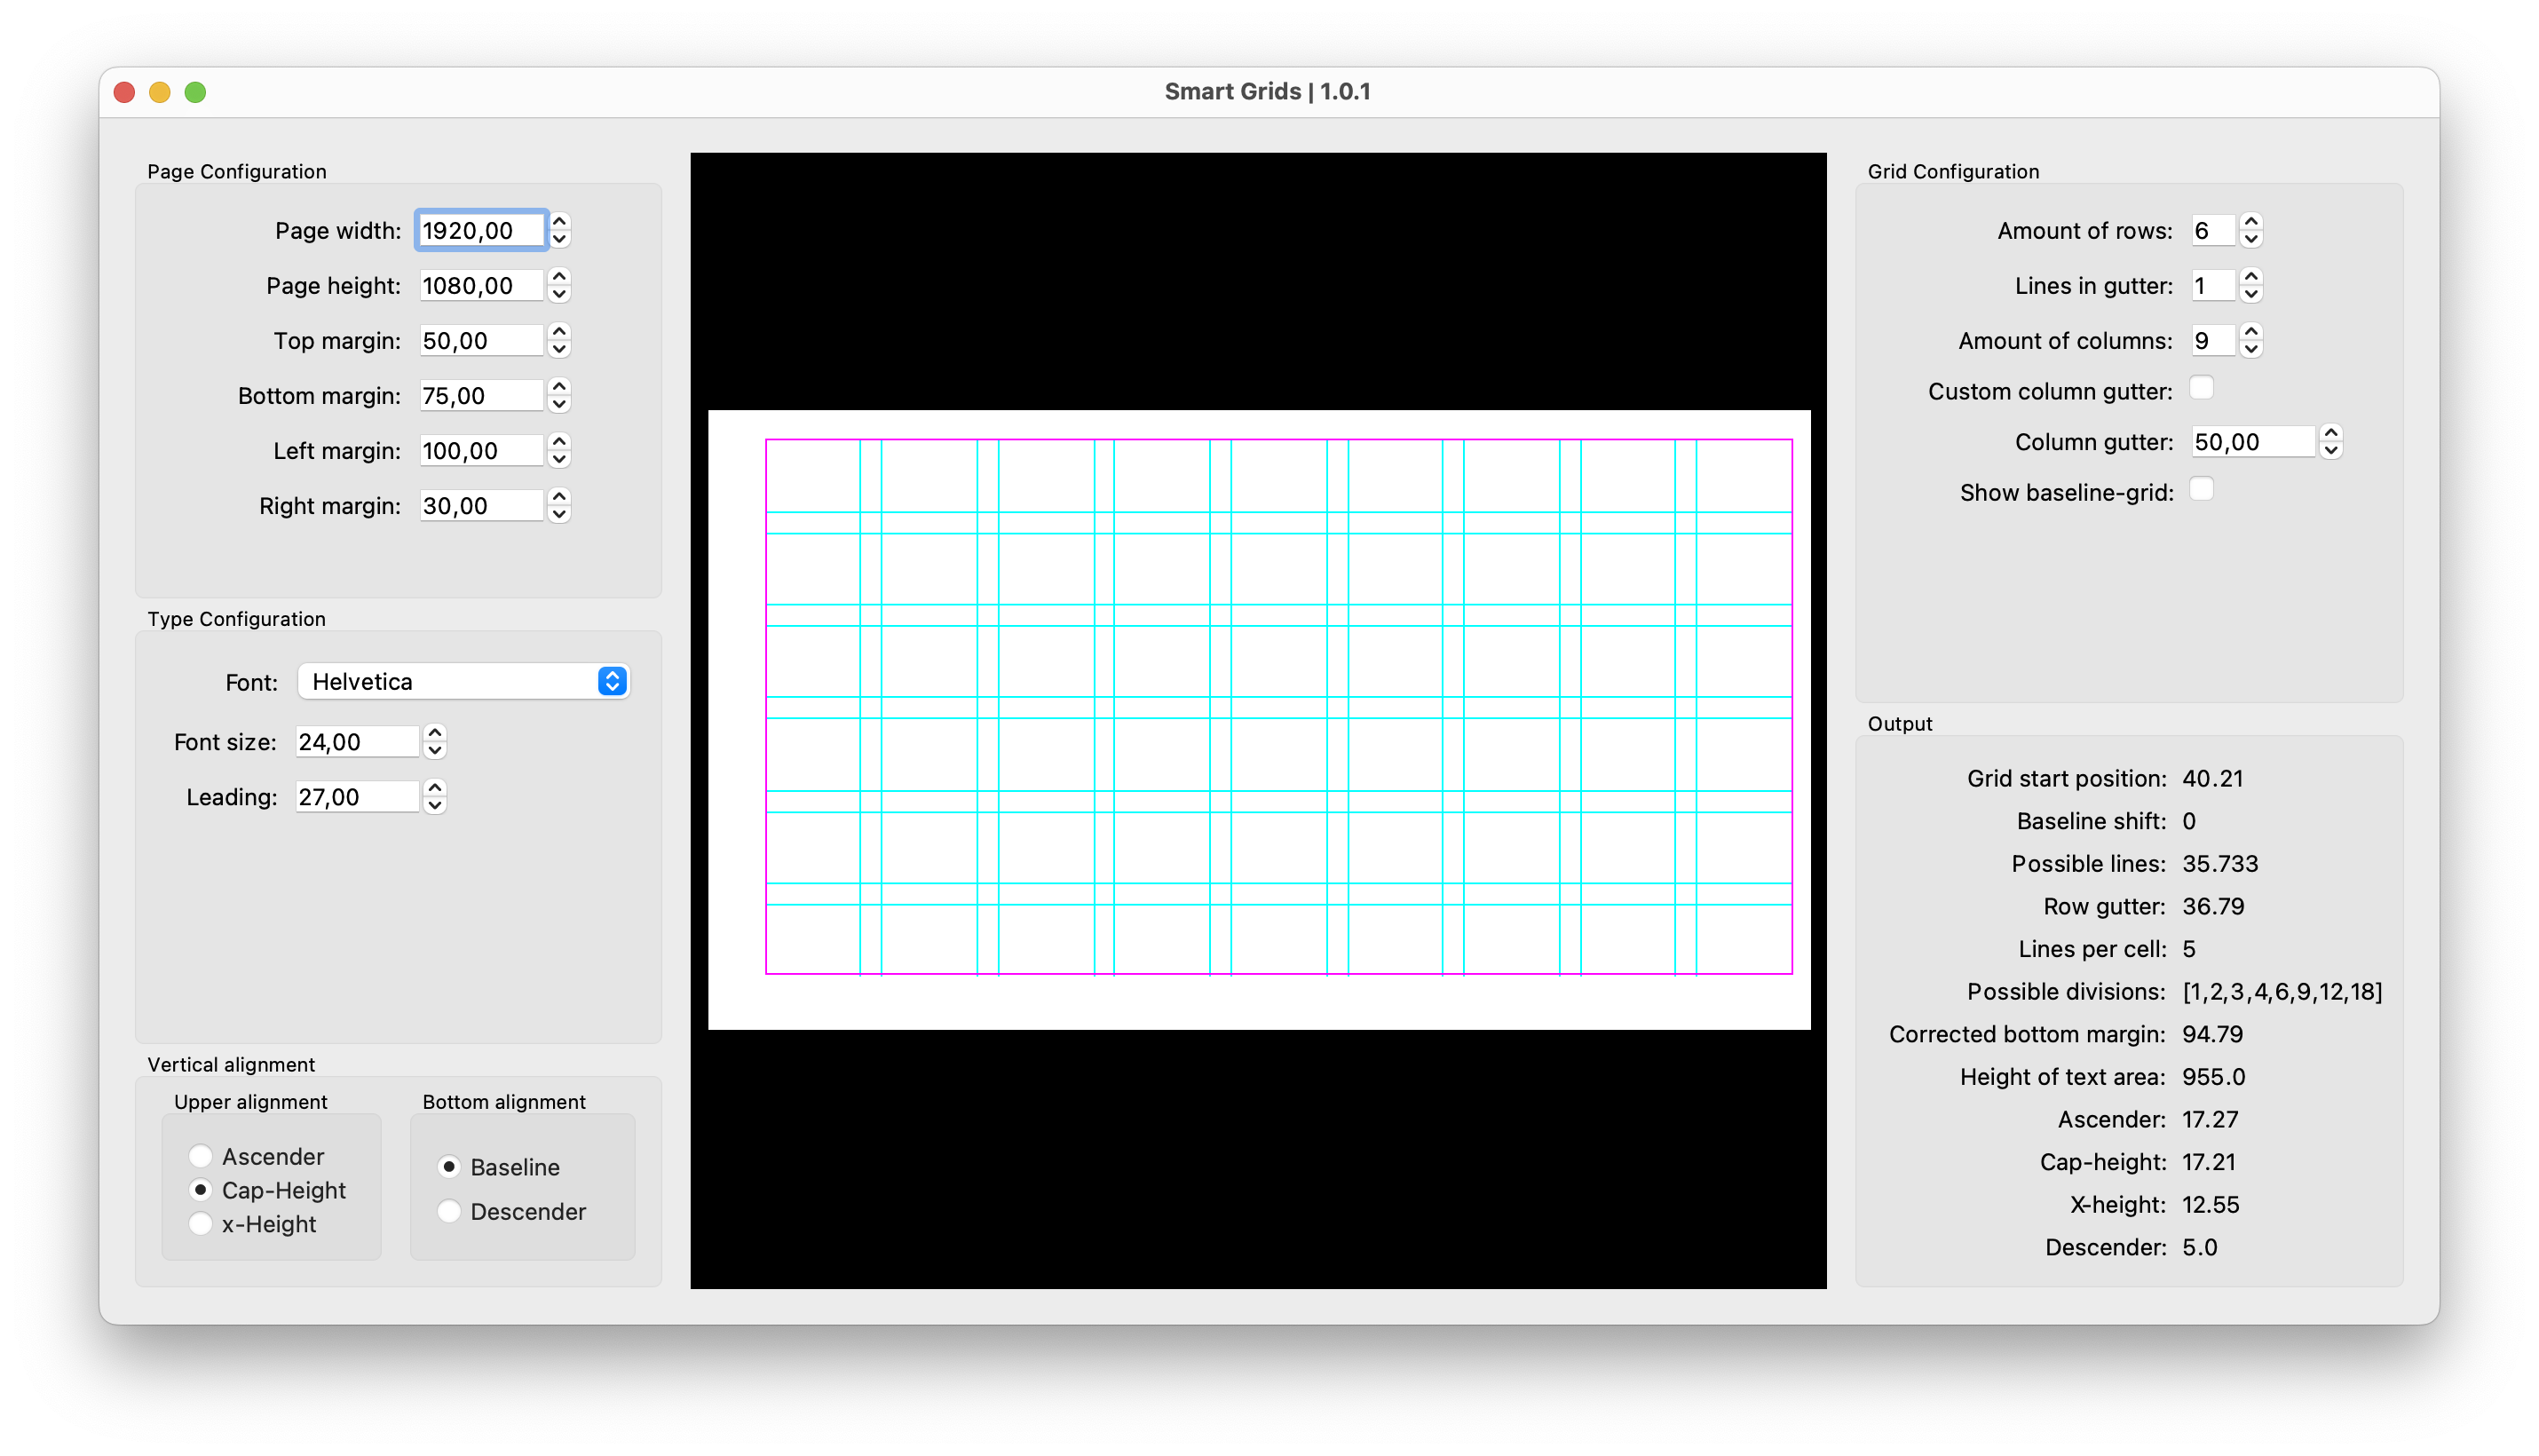 Smart Grids | 1.0.1
Page Configuration
Page width: 1920,00
Page height: 1080,00
Top margin: 50,00
Bottom margin: 75,00
Left margin: 100,00
Right margin: 30,00
Type Configuration
Font: Helvetica
Font size: 24,00
Leading: 27,00
Vertical alignment
Upper alignment
Ascender
Cap-Height
x-Height
Bottom alignment
Baseline
Descender
Grid Configuration
Amount of rows: 6
Lines in gutter: 1
Amount of columns: 9
Custom column gutter:
Column gutter: 50,00
Show baseline-grid:
Output
Grid start position: 40.21
Baseline shift: 0
Possible lines: 35.733
Row gutter: 36.79
Lines per cell: 5
Possible divisions: [1,2,3,4,6,9,12,18]
Corrected bottom margin: 94.79
Height of text area: 955.0
Ascender: 17.27
Cap-height: 17.21
X-height: 12.55
Descender: 5.0